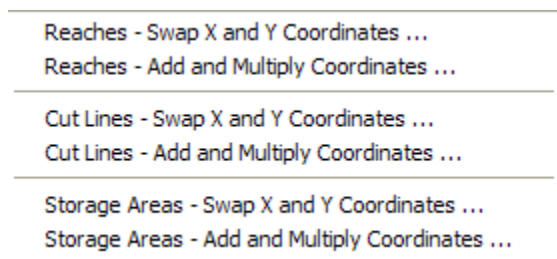 Reaches - Swap X and Y Coordinates ...
Reaches - Add and Multiply Coordinates ...
Cut Lines - Swap X and Y Coordinates ...
Cut Lines - Add and Multiply Coordinates ...
Storage Areas - Swap X and Y Coordinates ...
Storage Areas - Add and Multiply Coordinates ...